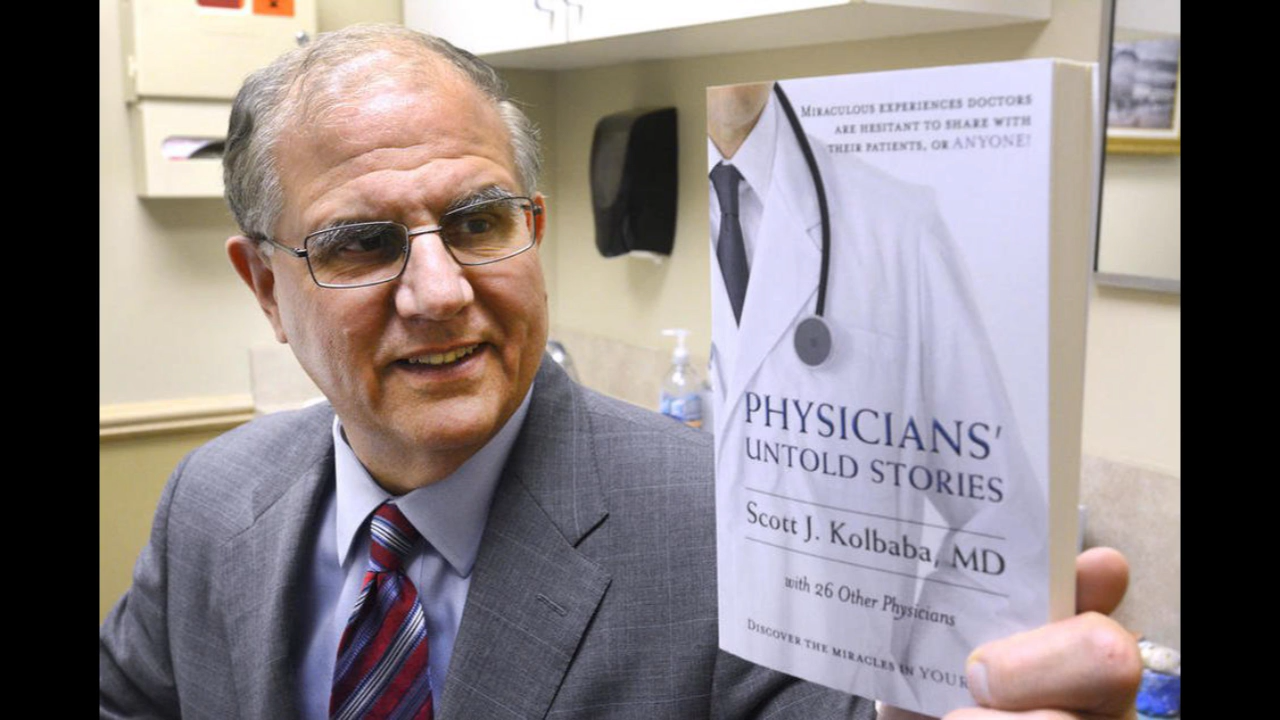 MIRACULOUS EXPERIENCES DOCTORS
ARE HESITANT TO SHARE WITH
THEIR PATIENTS, OR ANYONE!
PHYSICIANS'
UNTOLD STORIES
Scott J. Kolbaba, MD
with 26 Other Physicians
DISCOVER THE MIRACLES IN YOUR